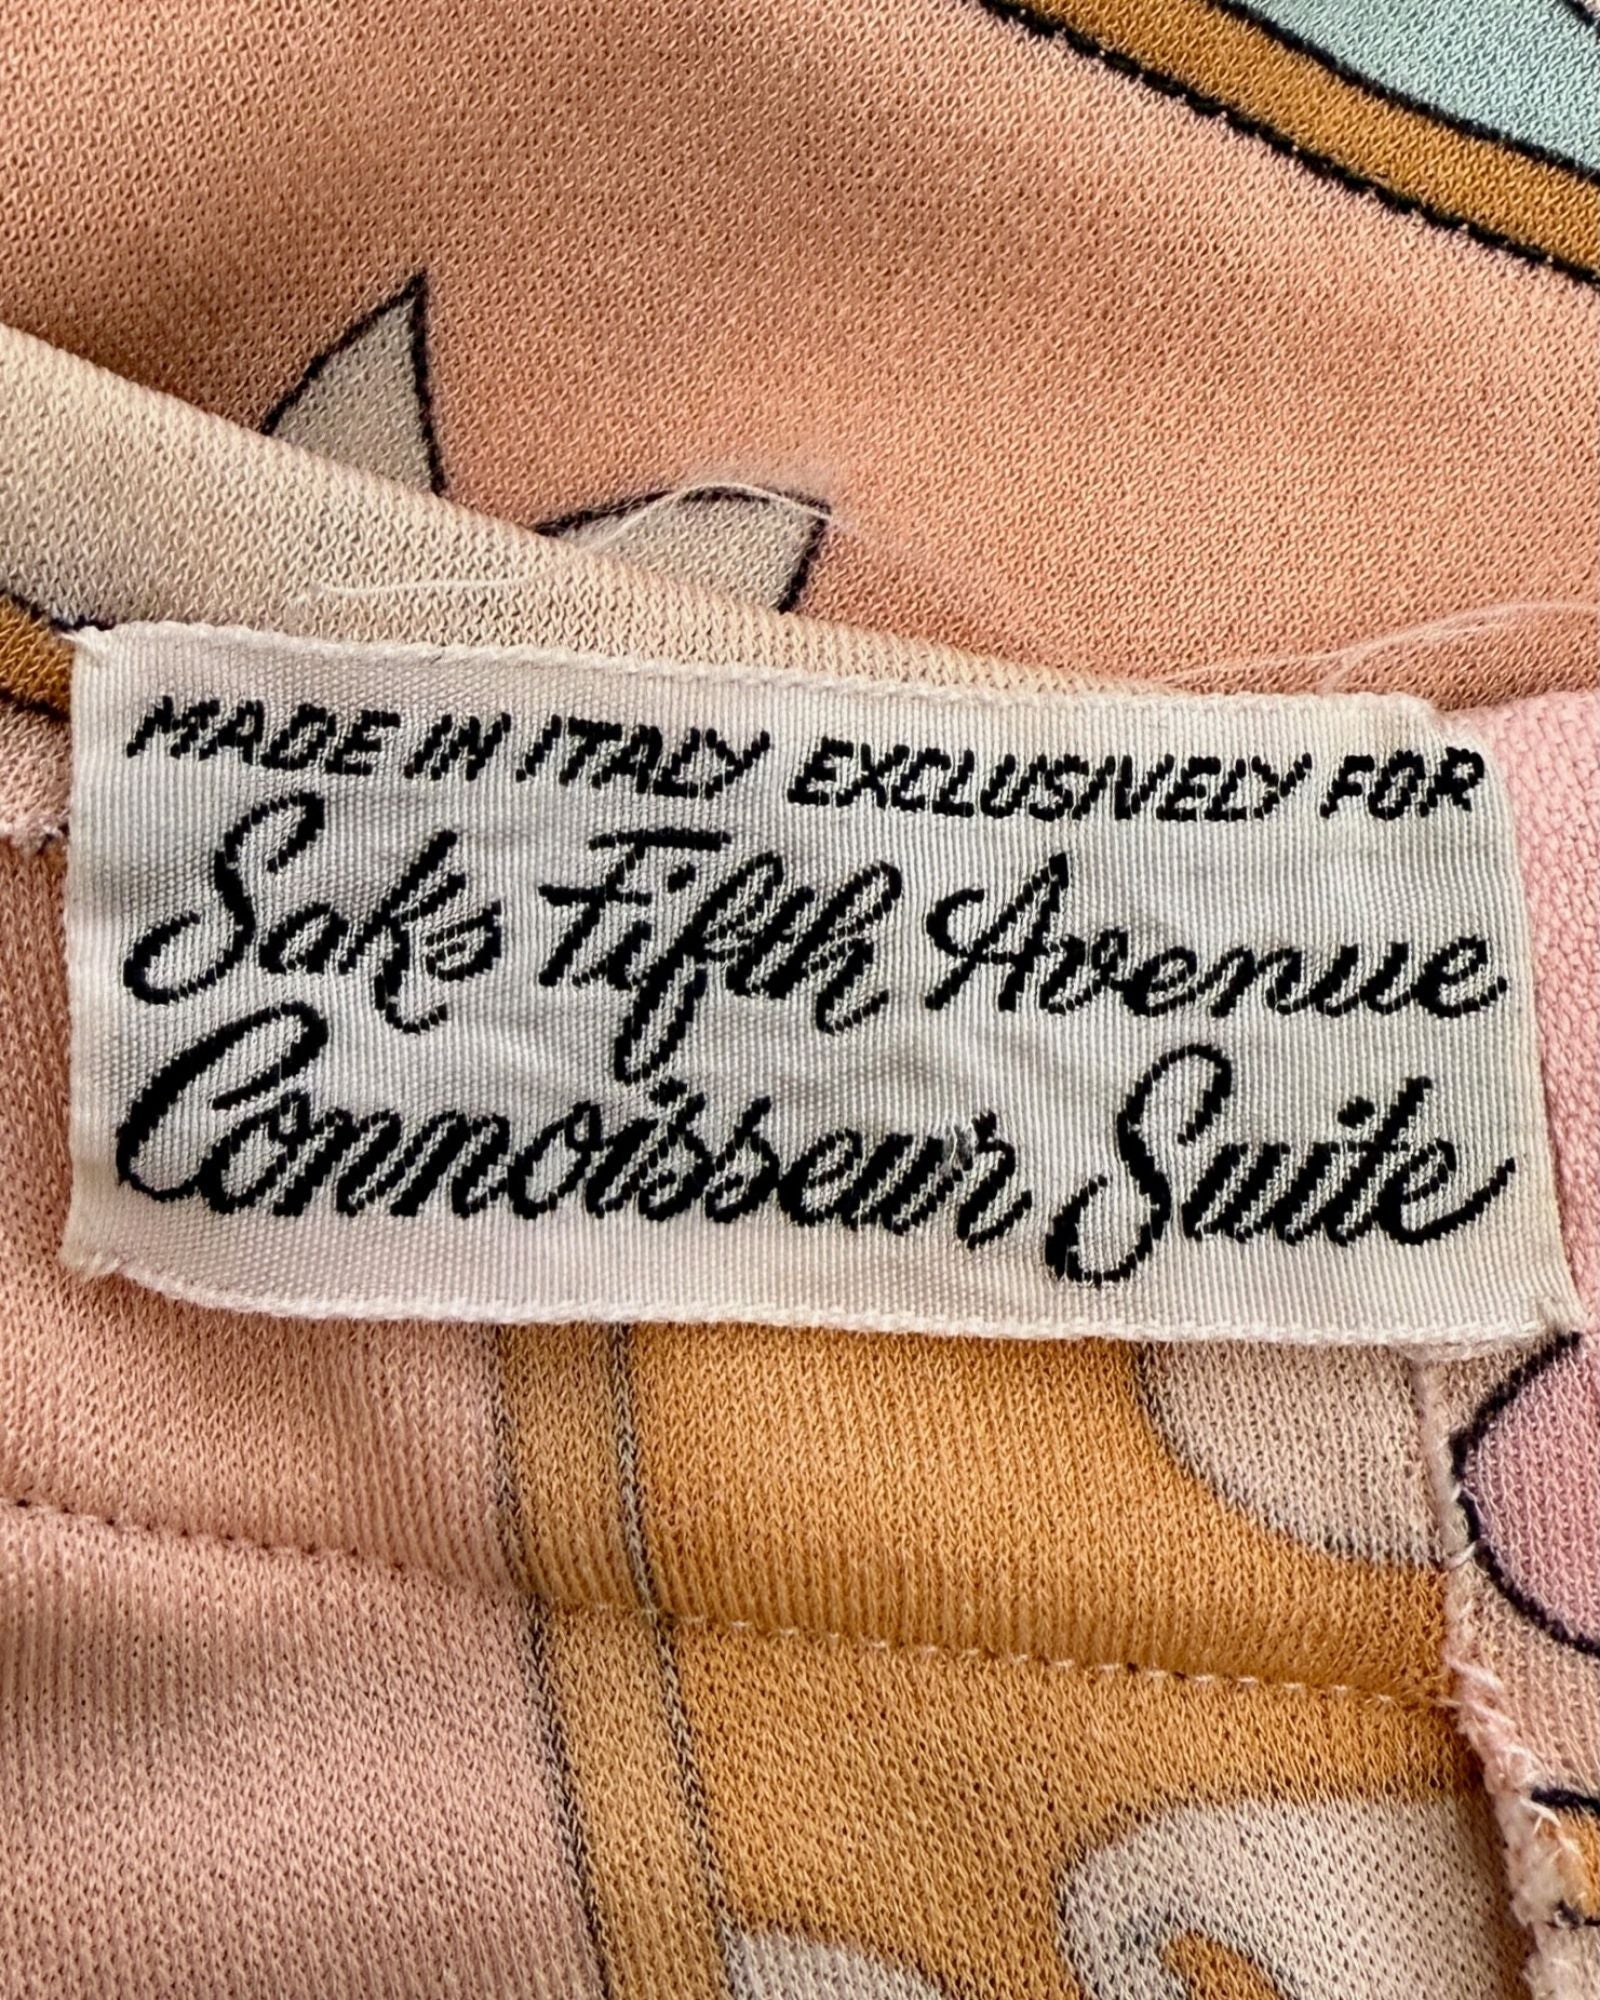 MADE IN ITALY EXCLUSIVELY FOR
Saks Fifth Avenue
Connoisseur Suite